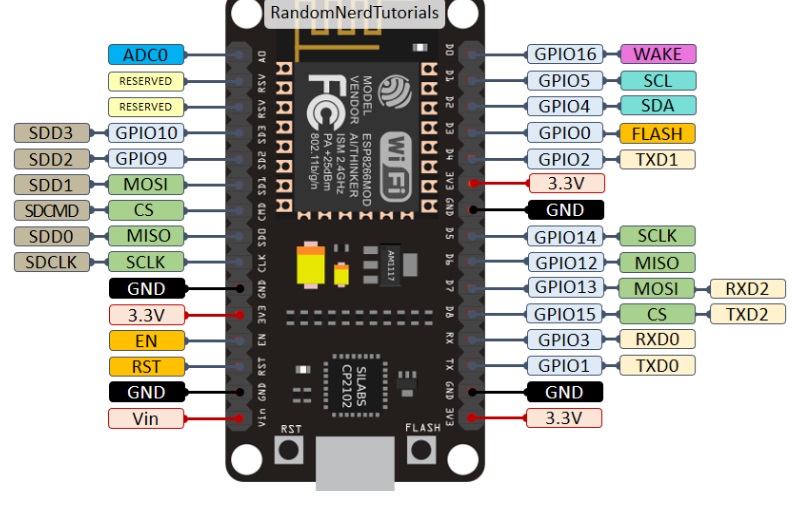 RandomNerdTutorials
ADC0
RESERVED
RESERVED
SDD3 GPIO10
SDD2 GPIO9
SDD1 MOSI
SDCMD CS
SDD0 MISO
SDCLK SCLK
GND
3.3V
EN
RST
GND
Vin
A0
RSV
RSV
SD3
SD2
SD1
CMD
SD0
CLK
GND
3V3
EN
RST
GND
Vin
MODEL ESP8266MOD
VENDOR AI/THINKER
ISM 2.4GHz
PA +25dBm
802.11b/g/n
FC
WiFi
AM1117
SILABS
CP2102
RST
FLASH
D0
D1
D2
D3
D4
3V3
GND
D5
D6
D7
D8
RX
TX
GND
3V3
GPIO16 WAKE
GPIO5 SCL
GPIO4 SDA
GPIO0 FLASH
GPIO2 TXD1
3.3V
GND
GPIO14 SCLK
GPIO12 MISO
GPIO13 MOSI RXD2
GPIO15 CS TXD2
GPIO3 RXD0
GPIO1 TXD0
GND
3.3V